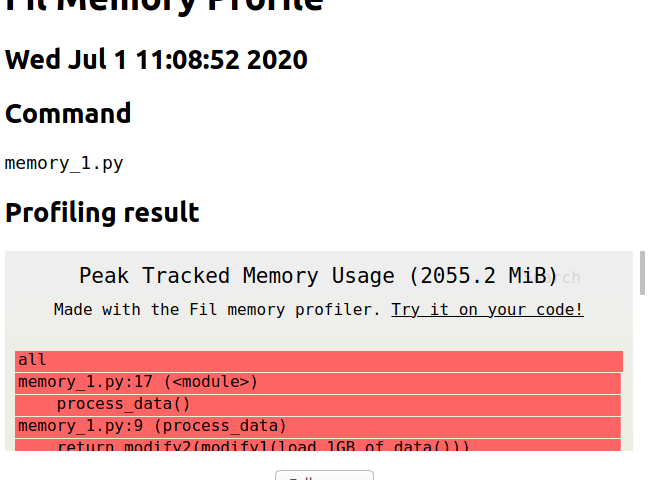 Fil Memory Profile
Wed Jul 1 11:08:52 2020
Command
memory_1.py
Profiling result
Peak Tracked Memory Usage (2055.2 MiB)
Made with the Fil memory profiler. Try it on your code!
all
memory_1.py:17 (<module>)
process_data()
memory_1.py:9 (process_data)
return modify2(modify1(load_1GB_of_data()))